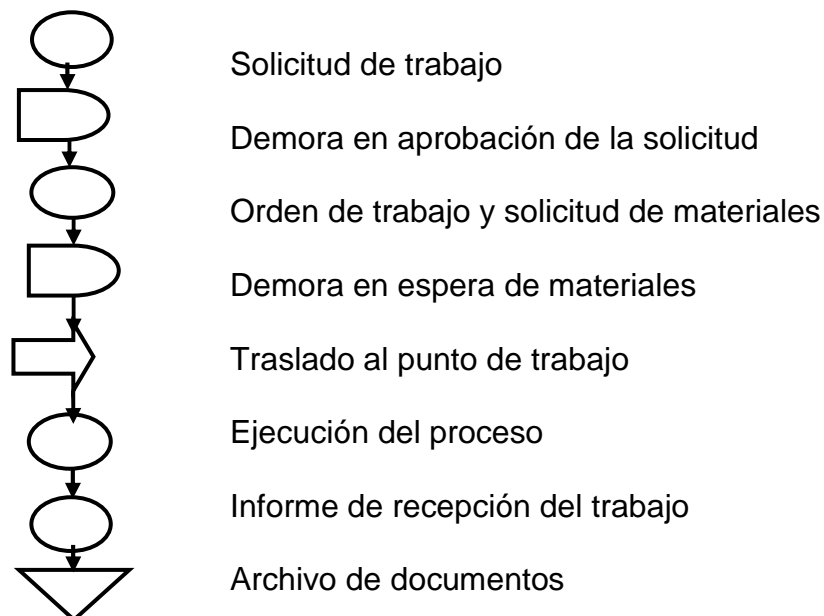 Solicitud de trabajo
Demora en aprobación de la solicitud
Orden de trabajo y solicitud de materiales
Demora en espera de materiales
Traslado al punto de trabajo
Ejecución del proceso
Informe de recepción del trabajo
Archivo de documentos